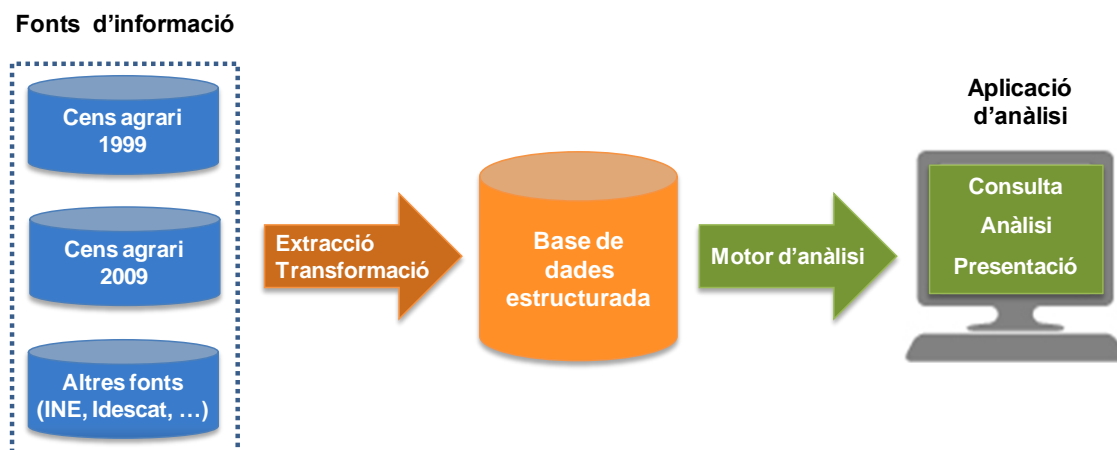 Fonts d’informació
Cens agrari
1999
Cens agrari
2009
Altres fonts
(INE, Idescat, …)
Extracció
Transformació
Base de
dades
estructurada
Motor d’anàlisi
Aplicació
d’anàlisi
Consulta
Anàlisi
Presentació